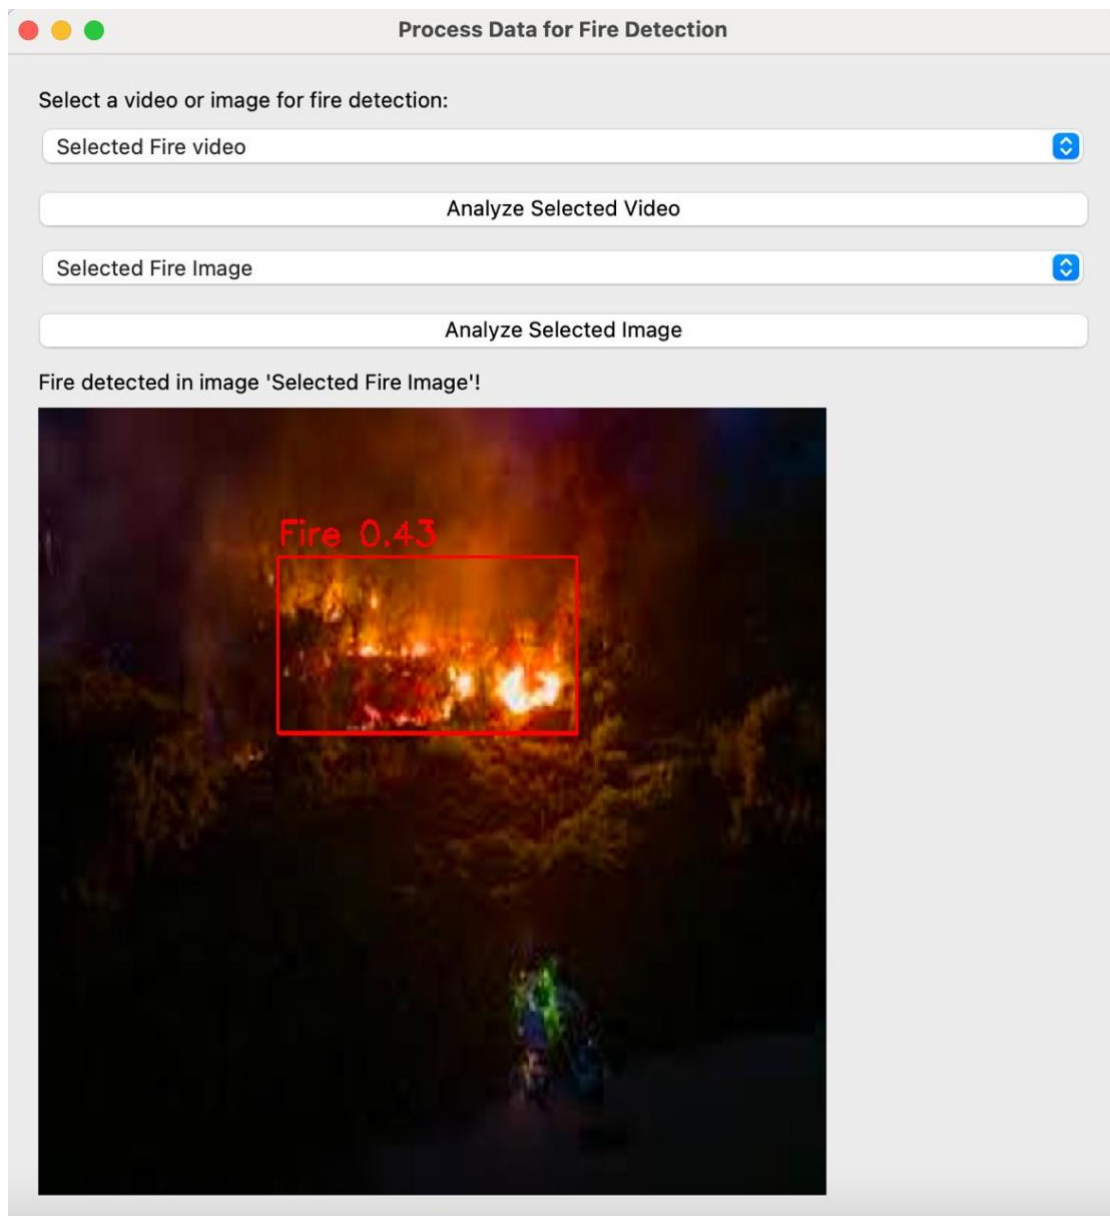 Process Data for Fire Detection
Select a video or image for fire detection:
Selected Fire video
Analyze Selected Video
Selected Fire Image
Analyze Selected Image
Fire detected in image 'Selected Fire Image'!
Fire 0.43